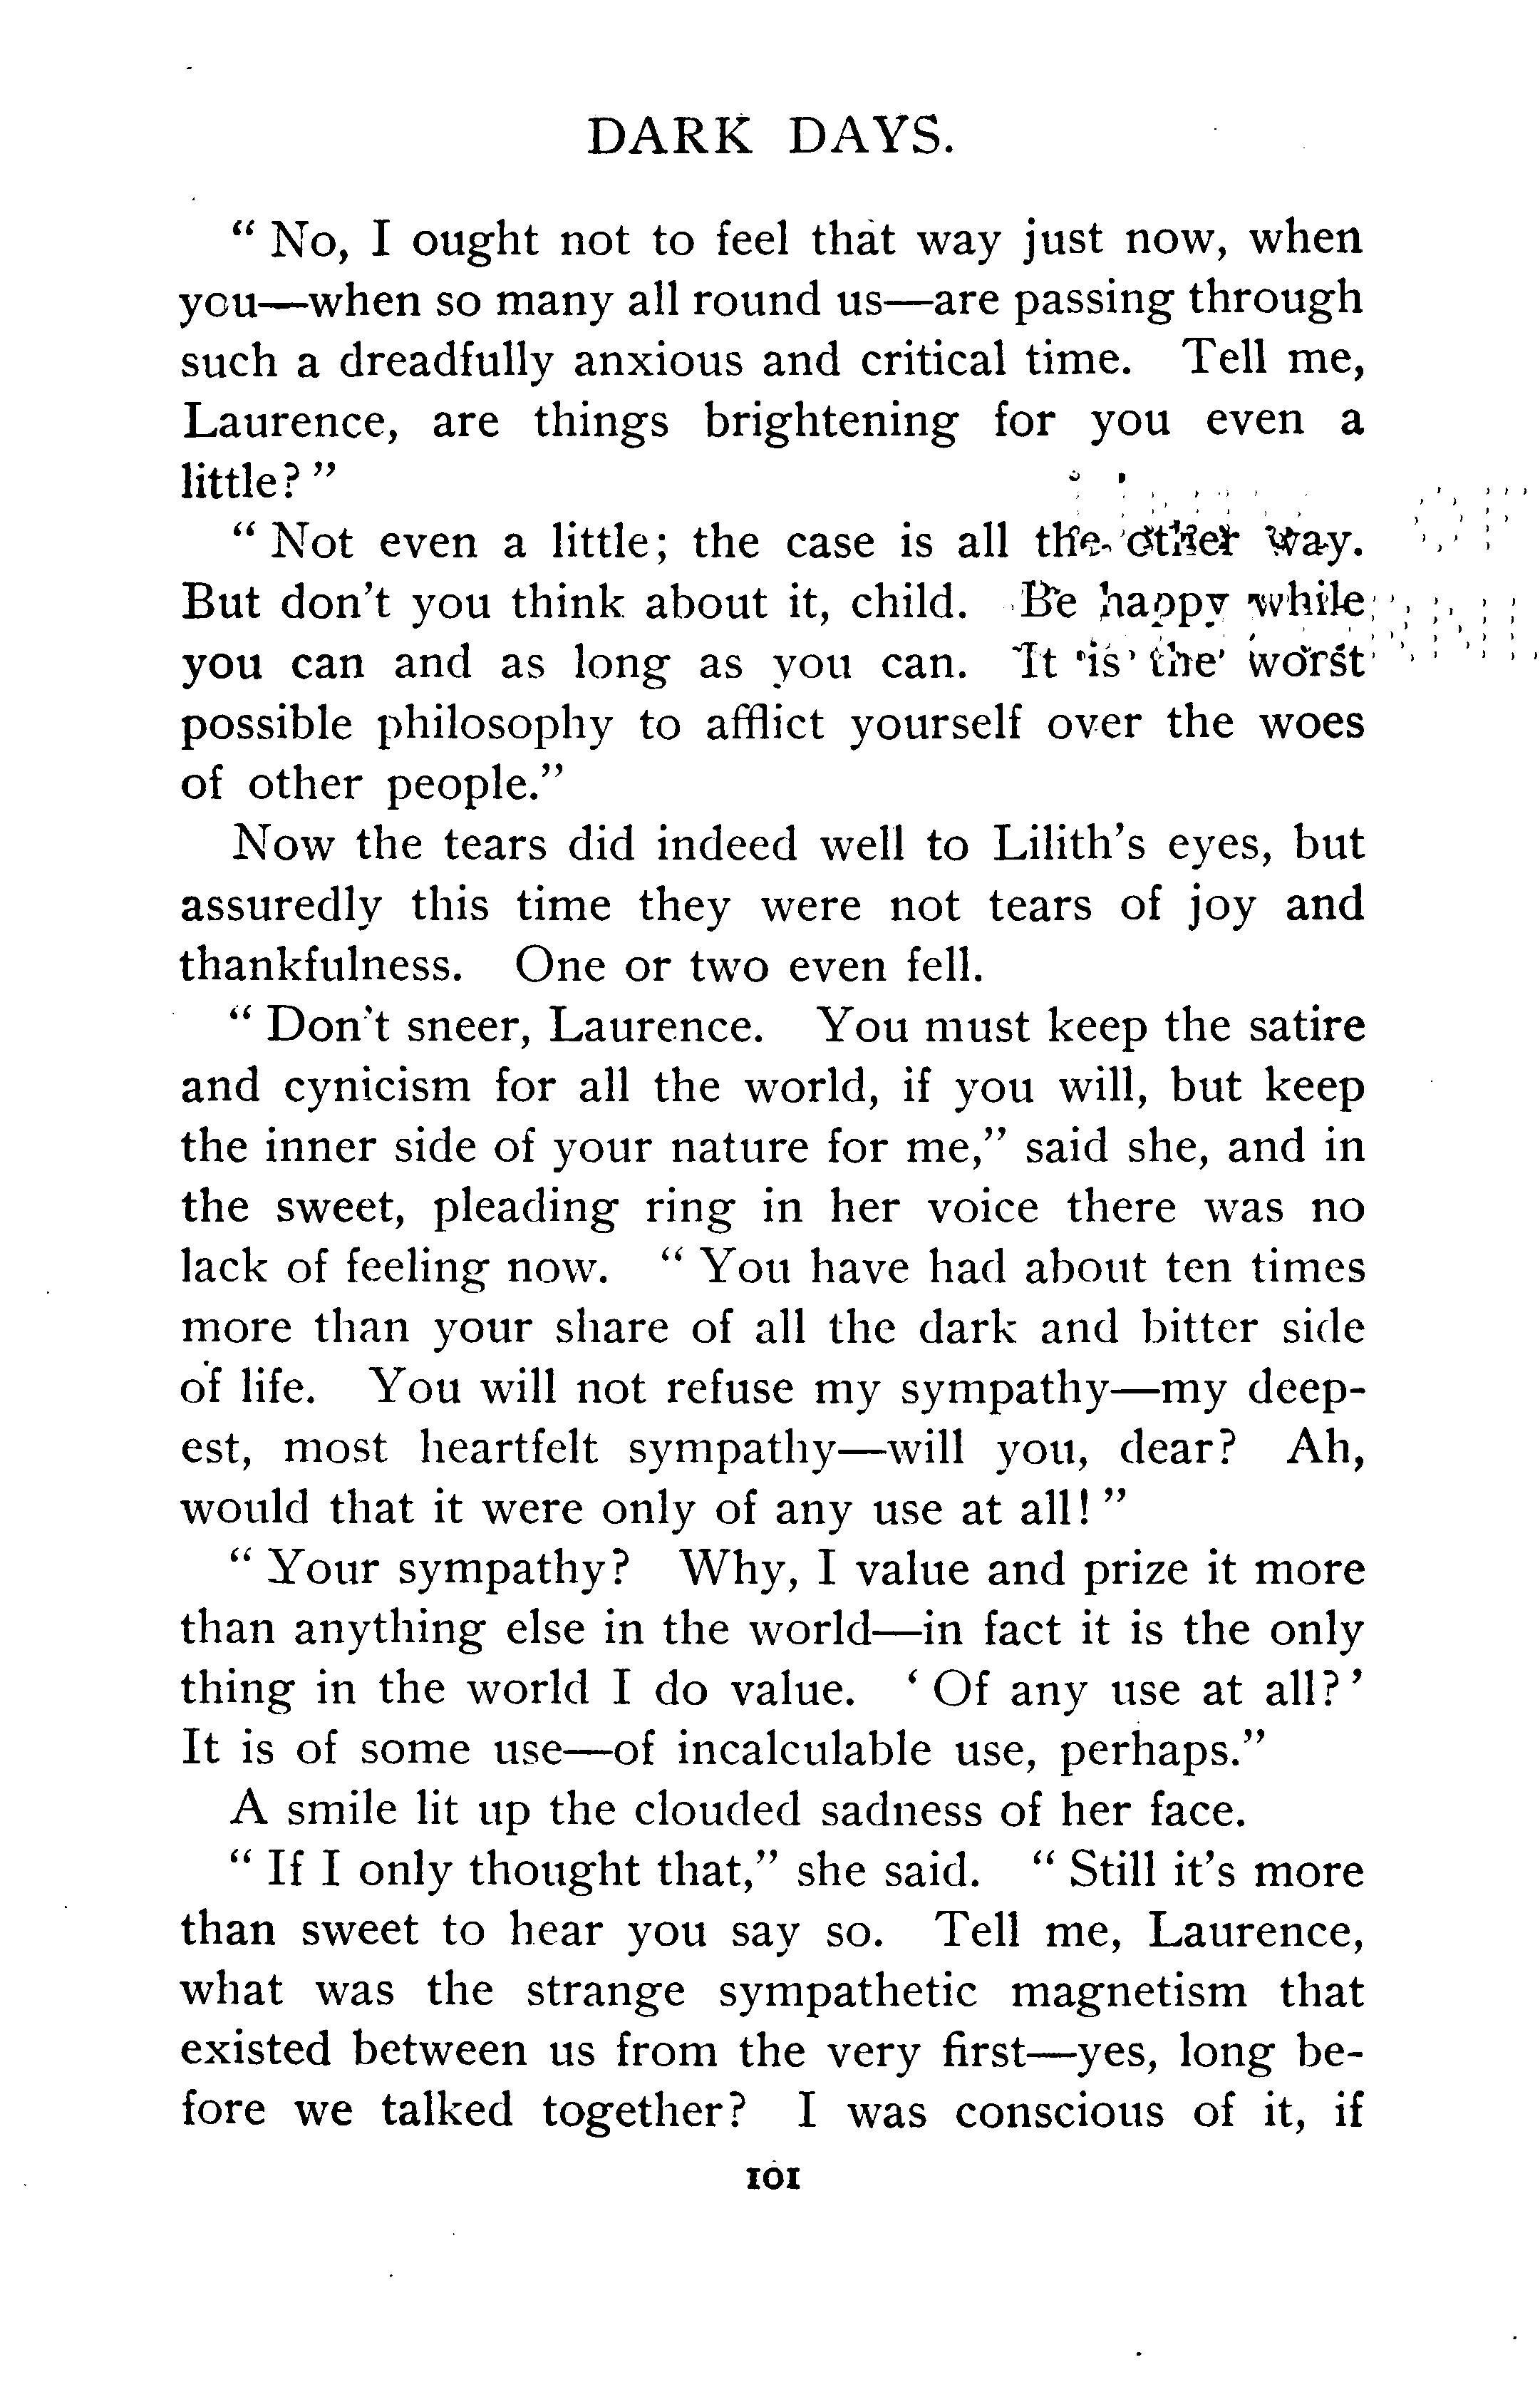 DARK DAYS.
“ No, I ought not to feel that way just now, when
you—when so many all round us—are passing through
such a dreadfully anxious and critical time. Tell me,
Laurence, are things brightening for you even a
little? ”
“ Not even a little; the case is all the other way.
But don’t you think about it, child. Be happy while
you can and as long as you can. It is the worst
possible philosophy to afflict yourself over the woes
of other people.”
Now the tears did indeed well to Lilith’s eyes, but
assuredly this time they were not tears of joy and
thankfulness. One or two even fell.
“ Don’t sneer, Laurence. You must keep the satire
and cynicism for all the world, if you will, but keep
the inner side of your nature for me,” said she, and in
the sweet, pleading ring in her voice there was no
lack of feeling now. “ You have had about ten times
more than your share of all the dark and bitter side
of life. You will not refuse my sympathy—my deep-
est, most heartfelt sympathy—will you, dear? Ah,
would that it were only of any use at all! ”
“ Your sympathy? Why, I value and prize it more
than anything else in the world—in fact it is the only
thing in the world I do value. ‘ Of any use at all? ’
It is of some use—of incalculable use, perhaps.”
A smile lit up the clouded sadness of her face.
“ If I only thought that,” she said. “ Still it’s more
than sweet to hear you say so. Tell me, Laurence,
what was the strange sympathetic magnetism that
existed between us from the very first—yes, long be-
fore we talked together? I was conscious of it, if
101